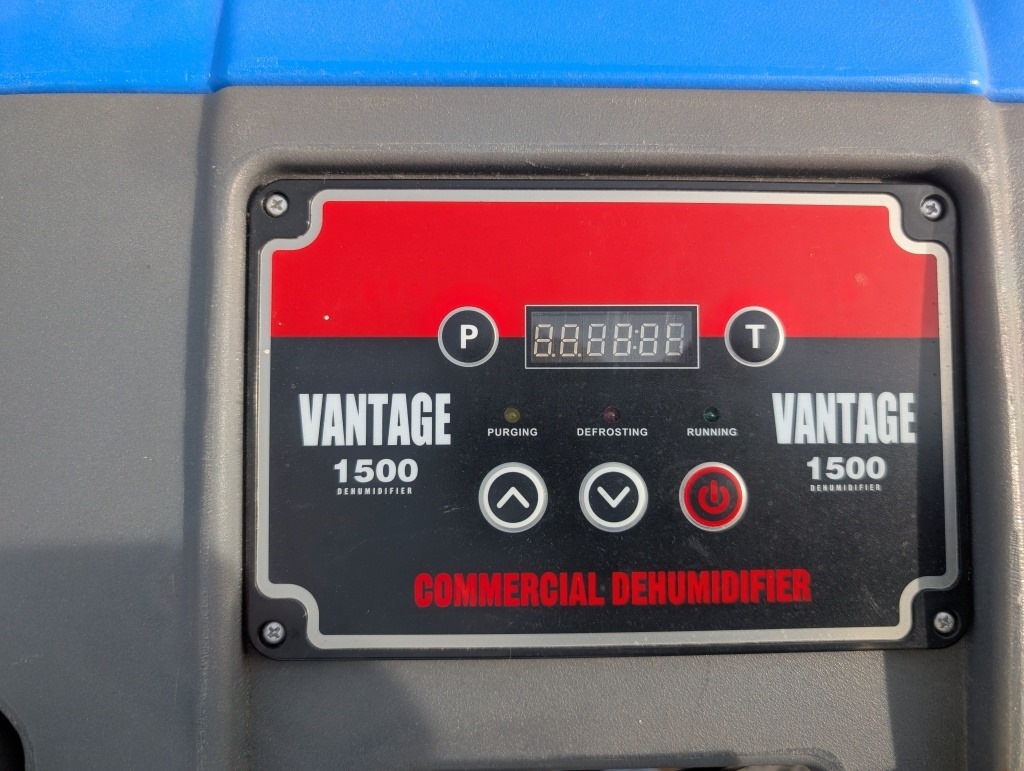 P
T
VANTAGE
1500
DEHUMIDIFIER
PURGING
DEFROSTING
RUNNING
VANTAGE
1500
DEHUMIDIFIER
COMMERCIAL DEHUMIDIFIER